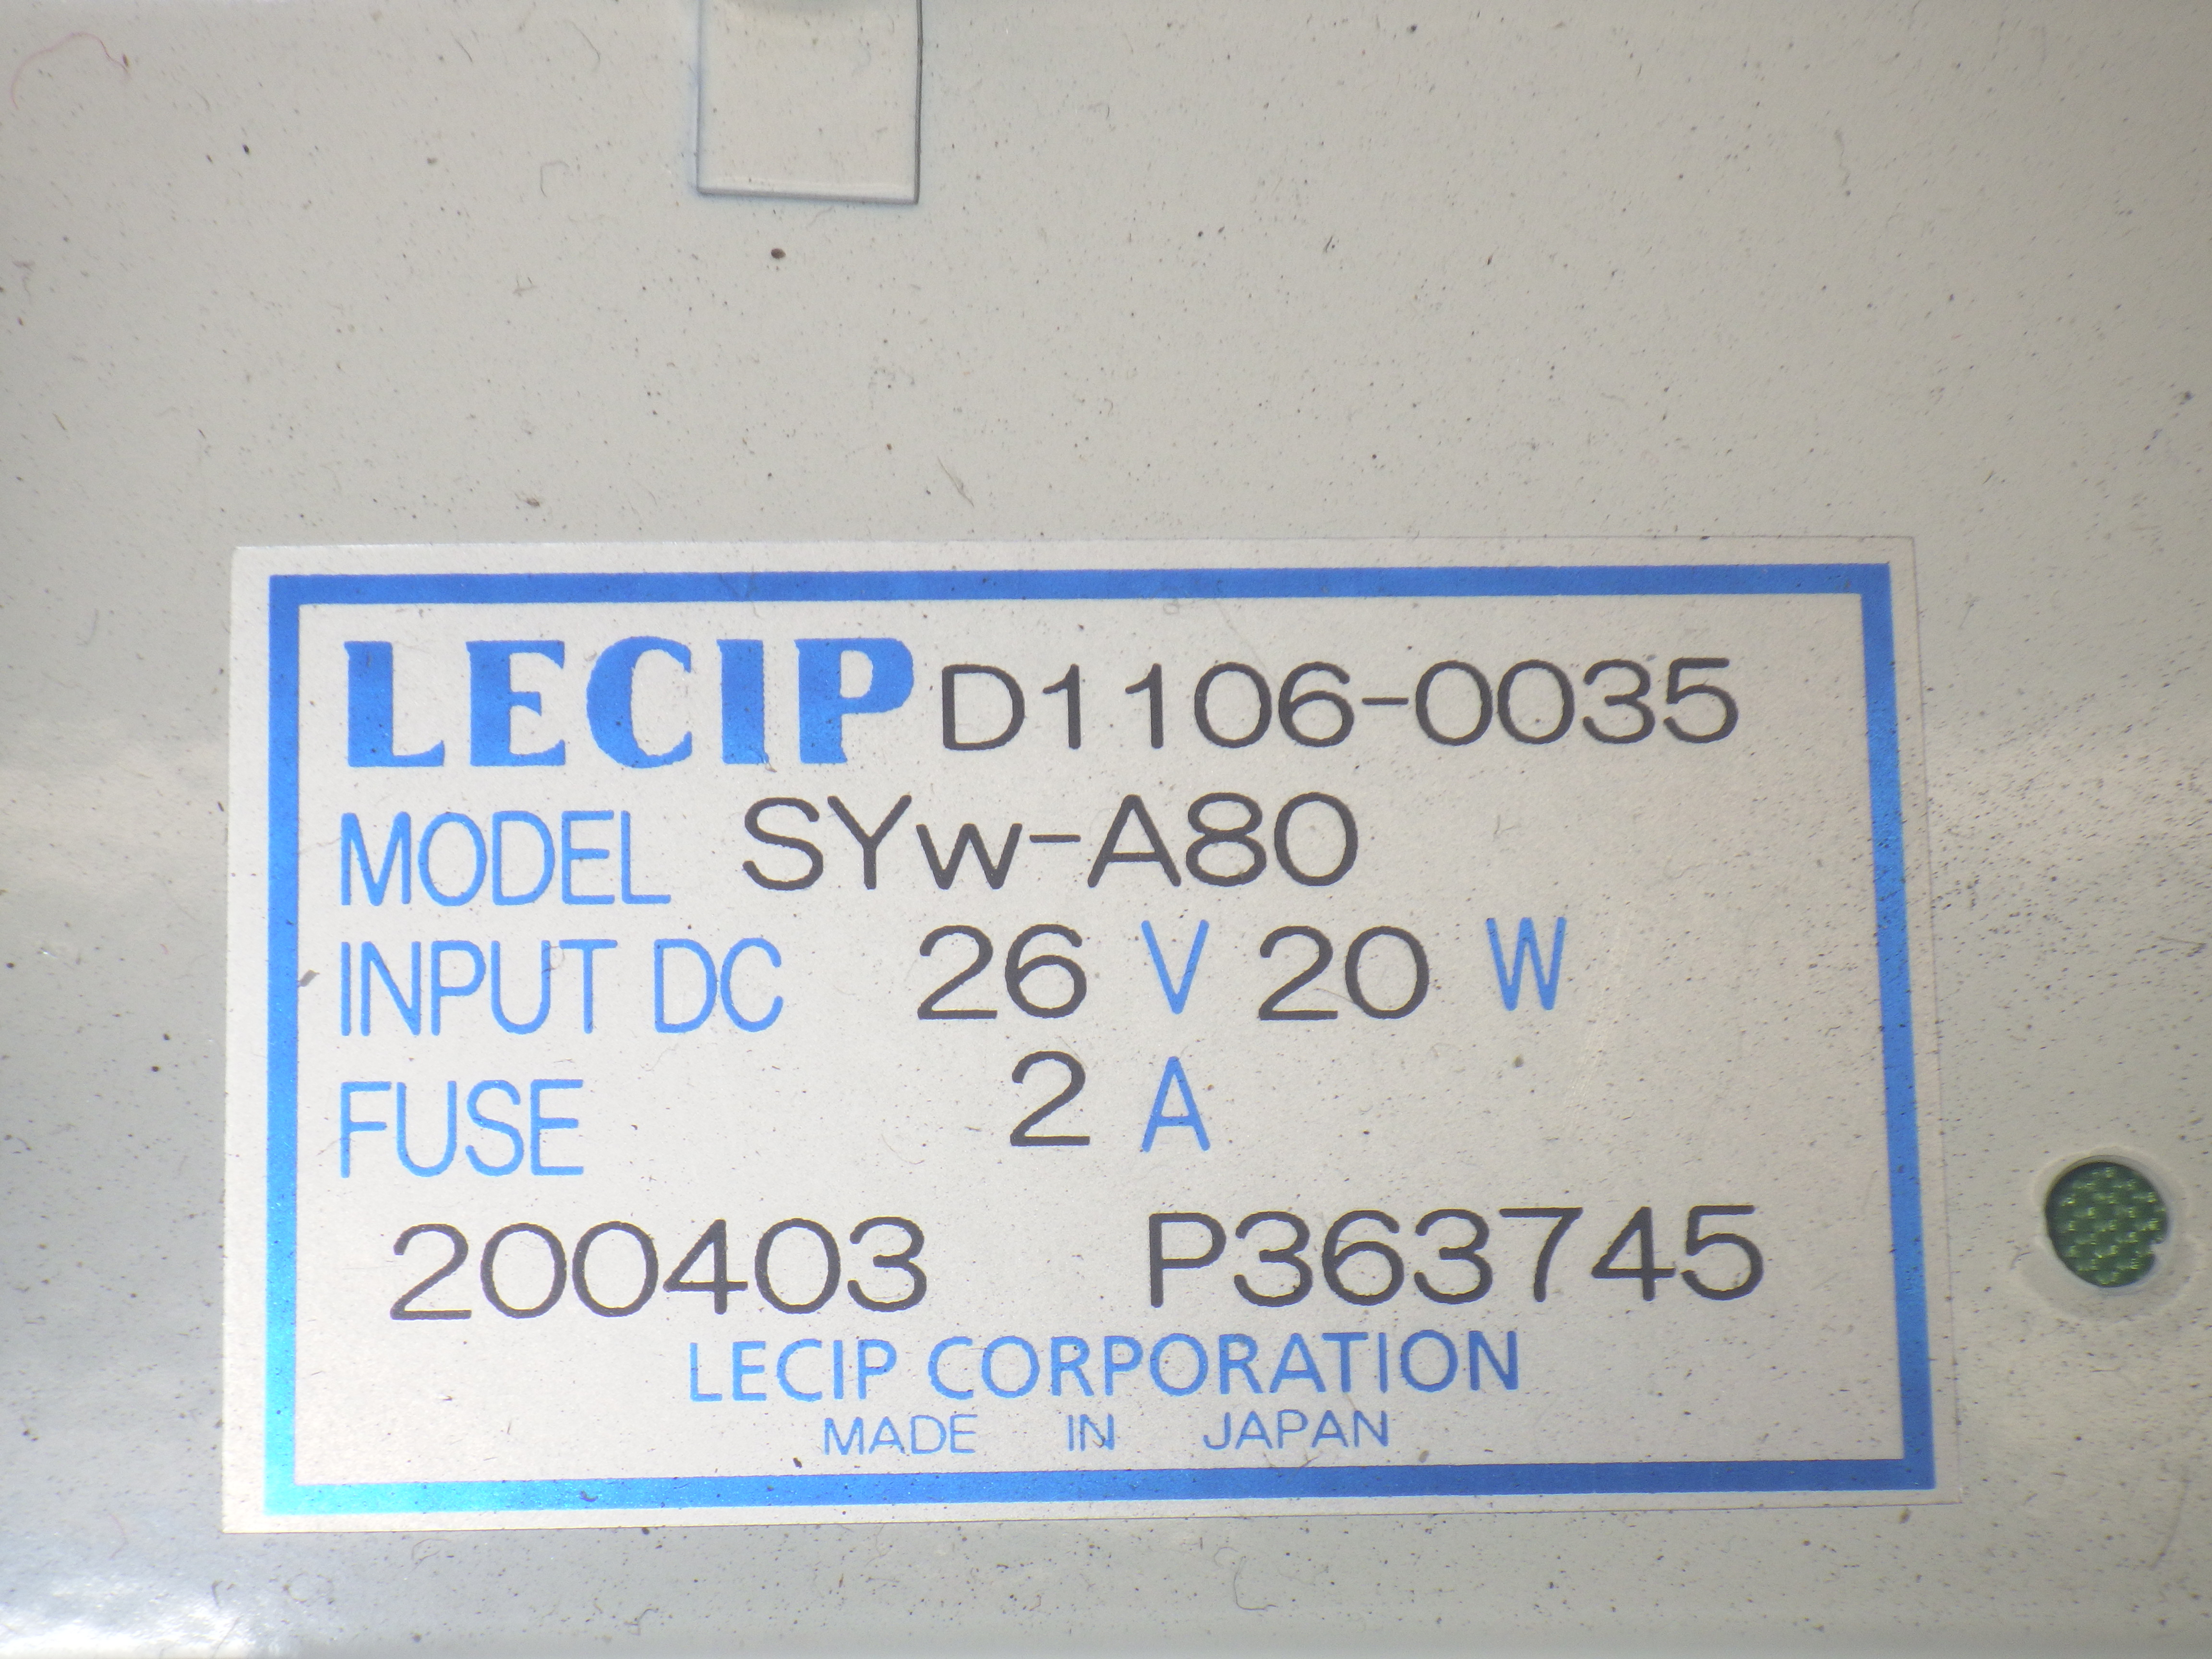 LECIP D1106-0035
MODEL SYw-A80
INPUT DC 26 V 20 W
FUSE 2 A
200403 P363745
LECIP CORPORATION
MADE IN JAPAN